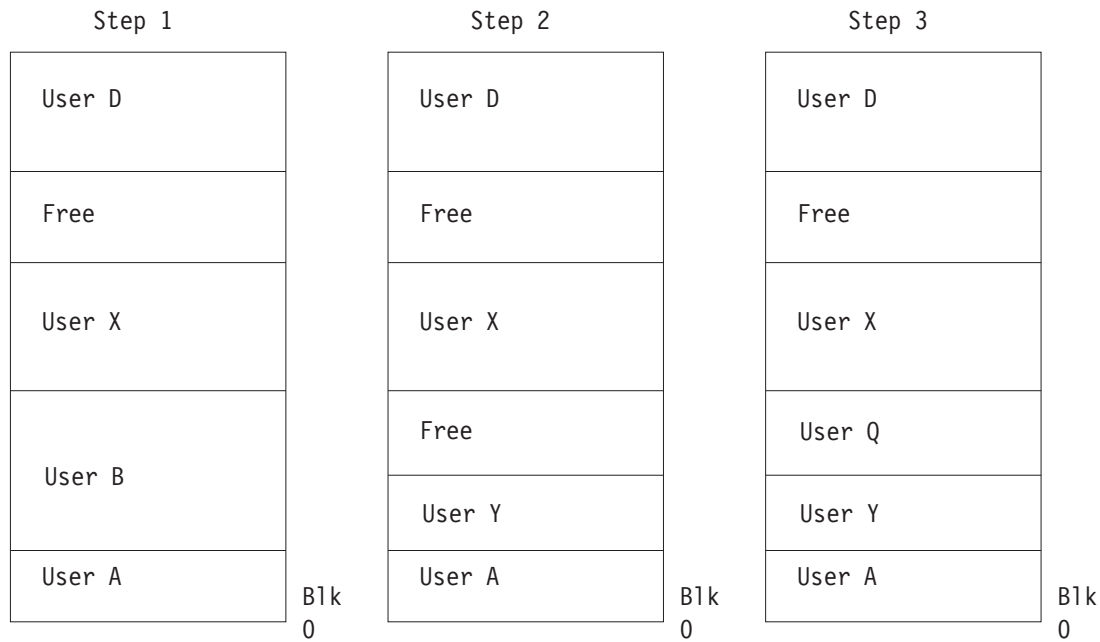 Step 1
User D
Free
User X
User B
User A
Blk
0
Step 2
User D
Free
User X
Free
User Y
User A
Blk
0
Step 3
User D
Free
User X
User Q
User Y
User A
Blk
0